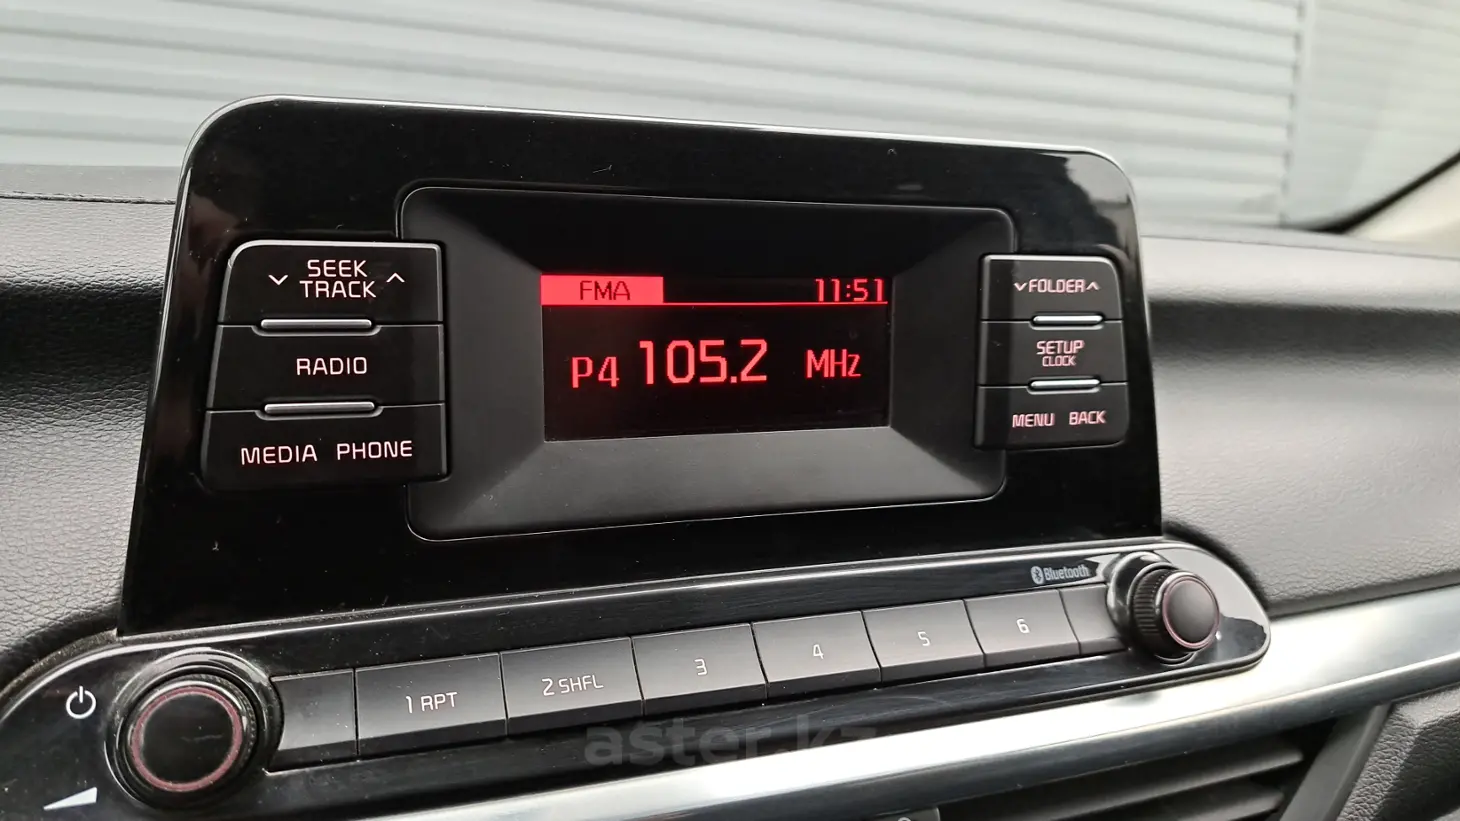 SEEK
TRACK
RADIO
MEDIA PHONE
FMA 11:51
P4 105.2 MHz
FOLDER
SETUP
CLOCK
MENU BACK
Bluetooth
1 RPT 2 SHFL 3 4 5 6
aster.kz